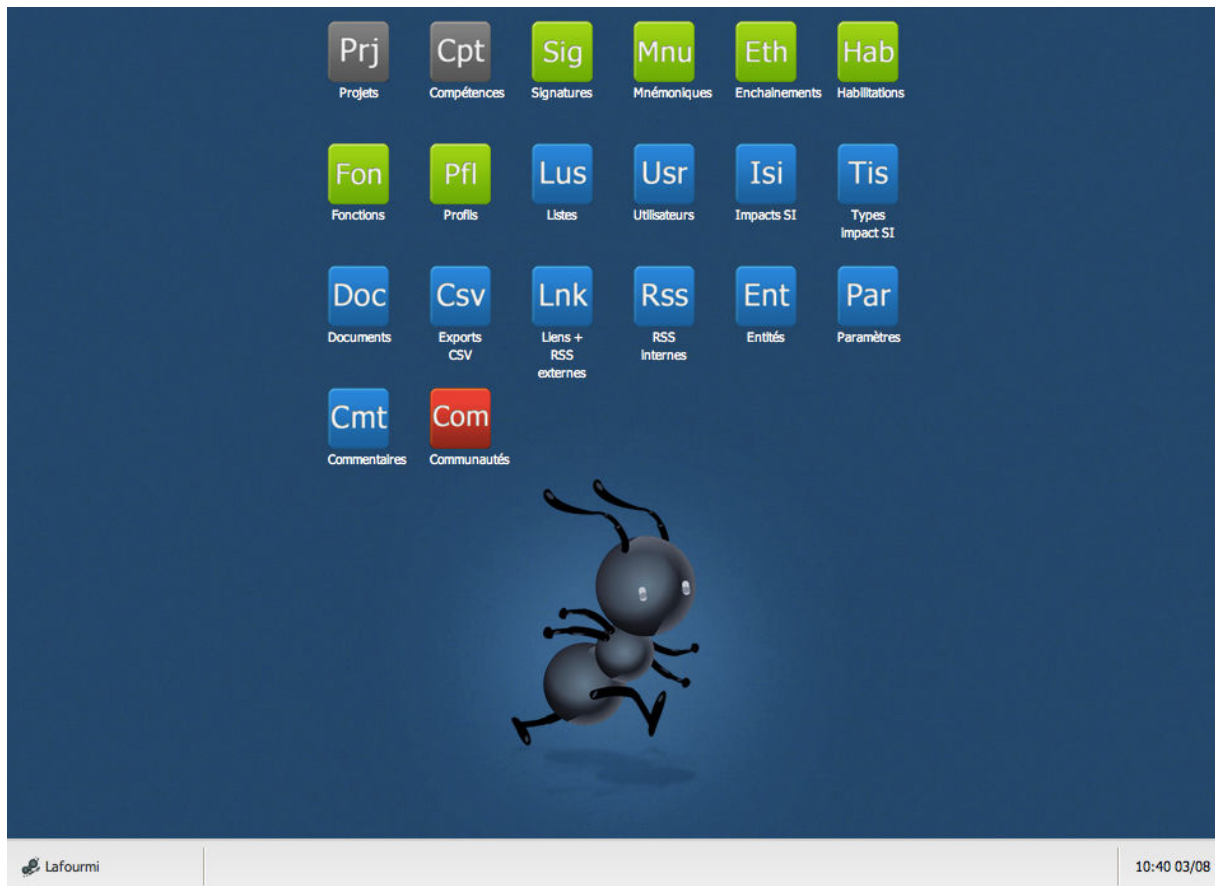 Prj Cpt Sig Mnu Eth Hab
Projets Compétences Signatures Mnémoniques Enchainements Habilitations
Fon Pfl Lus Usr Isi Tis
Fonctions Profils Listes Utilisateurs Impacts SI Types
impact SI
Doc Csv Lnk Rss Ent Par
Documents Exports Liens + RSS Entités Paramètres
CSV RSS internes
externes
Cmt Com
Commentaires Communautés
Lafourmi 10:40 03/08